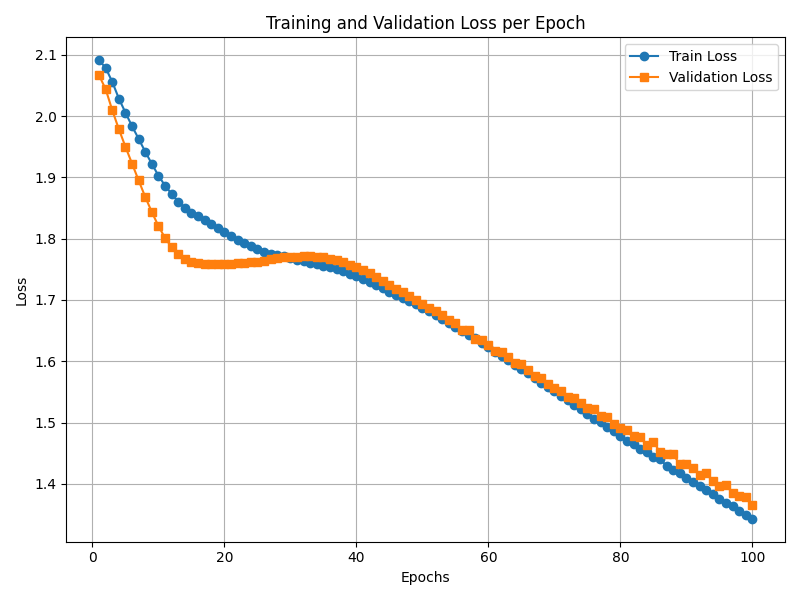 Training and Validation Loss per Epoch
Train Loss
Validation Loss
2.1
2.0
1.9
1.8
1.7
1.6
1.5
1.4
Loss
0 20 40 60 80 100
Epochs